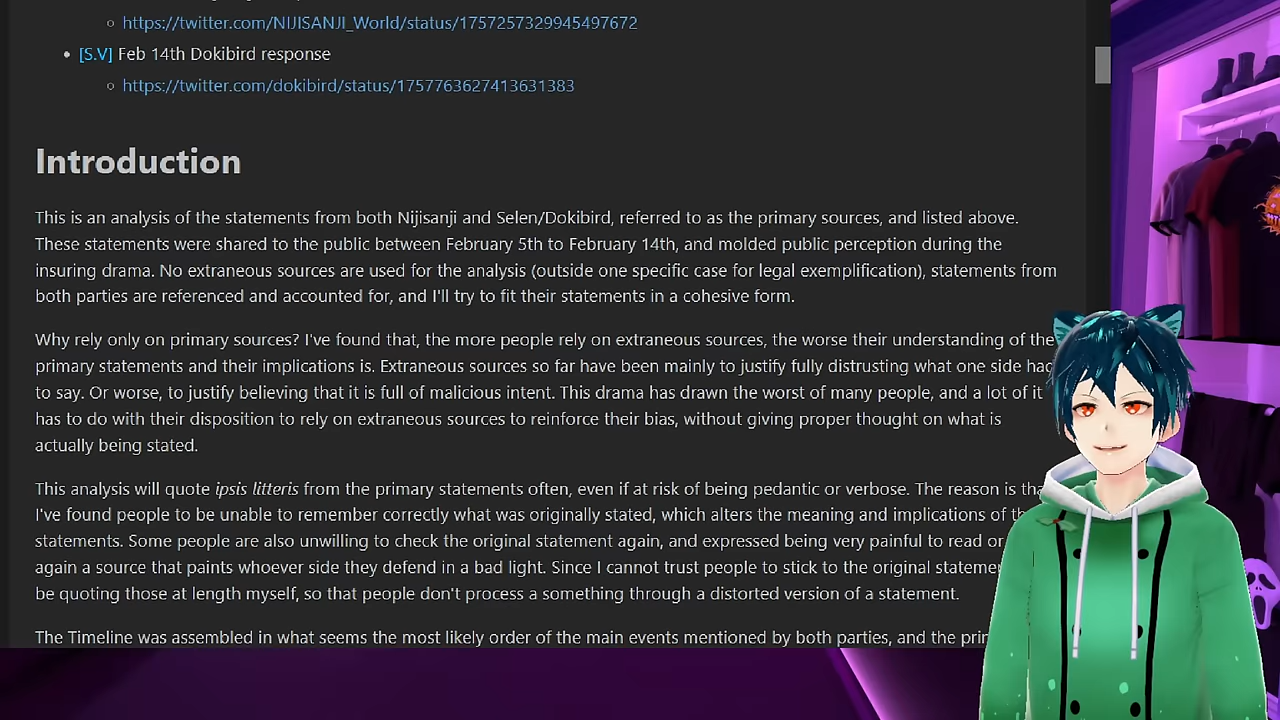 https://twitter.com/NIJISANJI_World/status/1757257329945497672
[S.V] Feb 14th Dokibird response
https://twitter.com/dokibird/status/1757763627413631383
Introduction
This is an analysis of the statements from both Nijisanji and Selen/Dokibird, referred to as the primary sources, and listed above.
These statements were shared to the public between February 5th to February 14th, and molded public perception during the
insuring drama. No extraneous sources are used for the analysis (outside one specific case for legal exemplification), statements from
both parties are referenced and accounted for, and I'll try to fit their statements in a cohesive form.
Why rely only on primary sources? I've found that, the more people rely on extraneous sources, the worse their understanding of the
primary statements and their implications is. Extraneous sources so far have been mainly to justify fully distrusting what one side had
to say. Or worse, to justify believing that it is full of malicious intent. This drama has drawn the worst of many people, and a lot of it
has to do with their disposition to rely on extraneous sources to reinforce their bias, without giving proper thought on what is
actually being stated.
This analysis will quote ipsis litteris from the primary statements often, even if at risk of being pedantic or verbose. The reason is
I've found people to be unable to remember correctly what was originally stated, which alters the meaning and implications of
statements. Some people are also unwilling to check the original statement again, and expressed being very painful to read or
again a source that paints whoever side they defend in a bad light. Since I cannot trust people to stick to the original
be quoting those at length myself, so that people don't process a something through a distorted version of a statement.
The Timeline was assembled in what seems the most likely order of the main events mentioned by both parties, and the